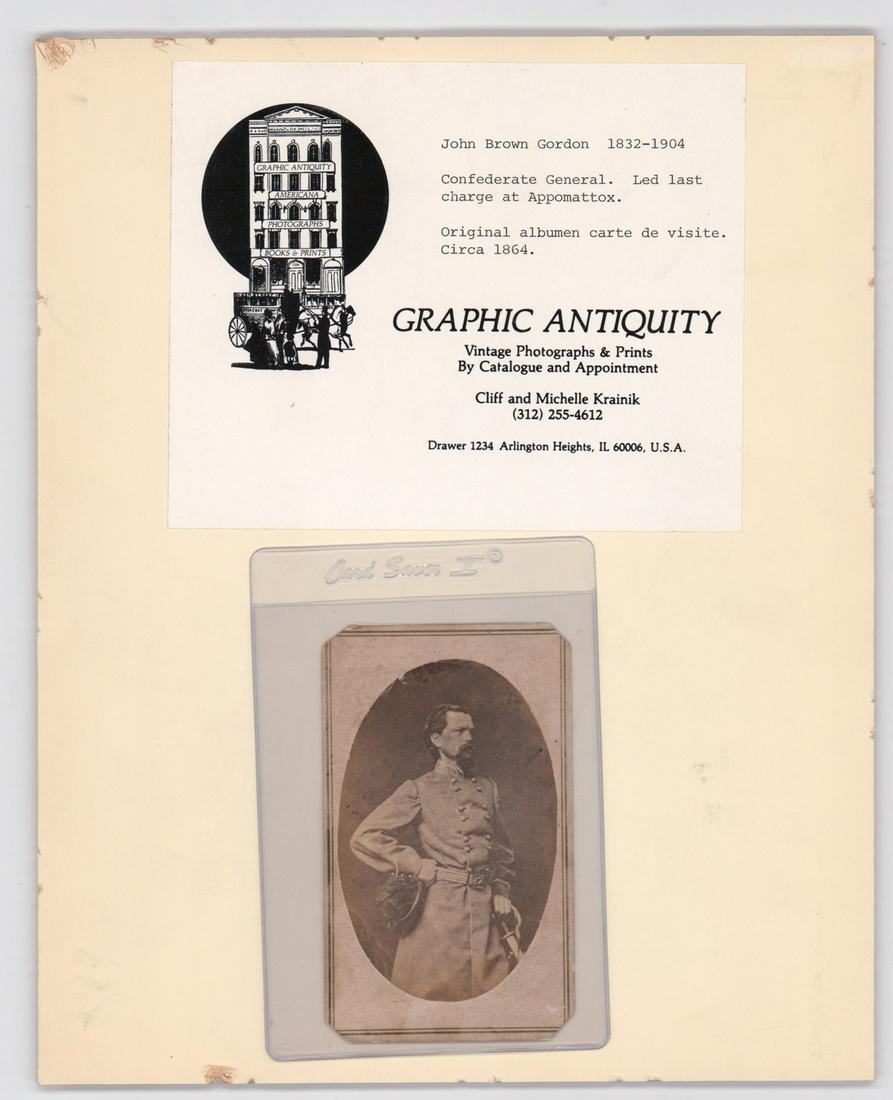 GRAPHIC ANTIQUITY
AMERICANA
PHOTOGRAPHS
BOOKS & PRINTS
John Brown Gordon 1832-1904
Confederate General. Led last
charge at Appomattox.
Original albumen carte de visite.
Circa 1864.
GRAPHIC ANTIQUITY
Vintage Photographs & Prints
By Catalogue and Appointment
Cliff and Michelle Krainik
(312) 255-4612
Drawer 1234 Arlington Heights, IL 60006, U.S.A.
Card Saver I ©